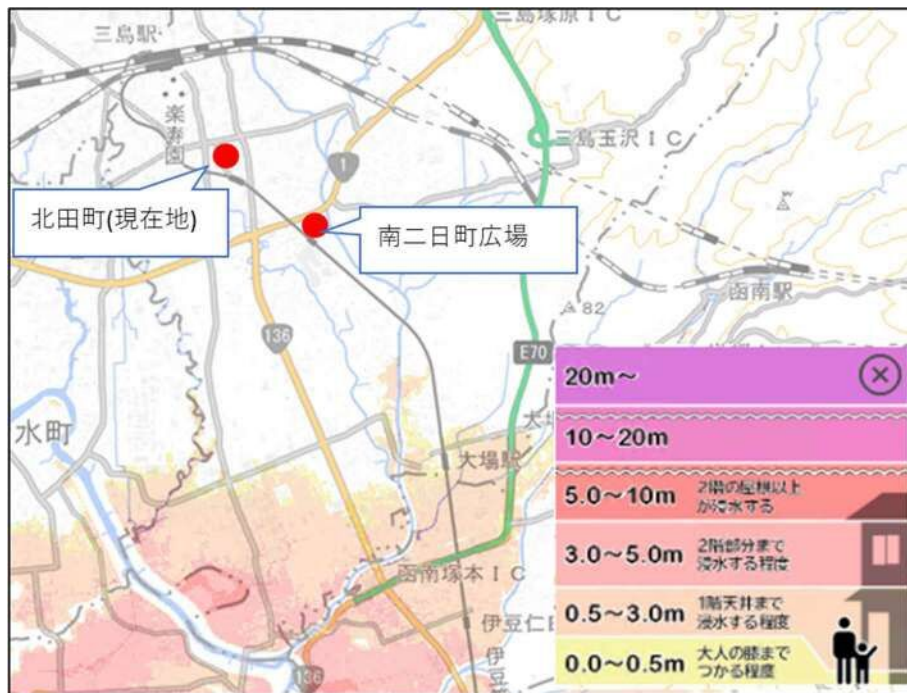 三島塚原IC
三島駅
楽寿園
三島玉沢IC
1
北田町(現在地)
南二日町広場
函南駅
82
136
E70
水町
大場駅
函南塚本IC
伊豆仁田
136
20m～
10～20m
5.0～10m 2階の屋根以上
が浸水する
3.0～5.0m 2階部分まで
浸水する程度
0.5～3.0m 1階天井まで
浸水する程度
0.0～0.5m 大人の膝まで
つかる程度